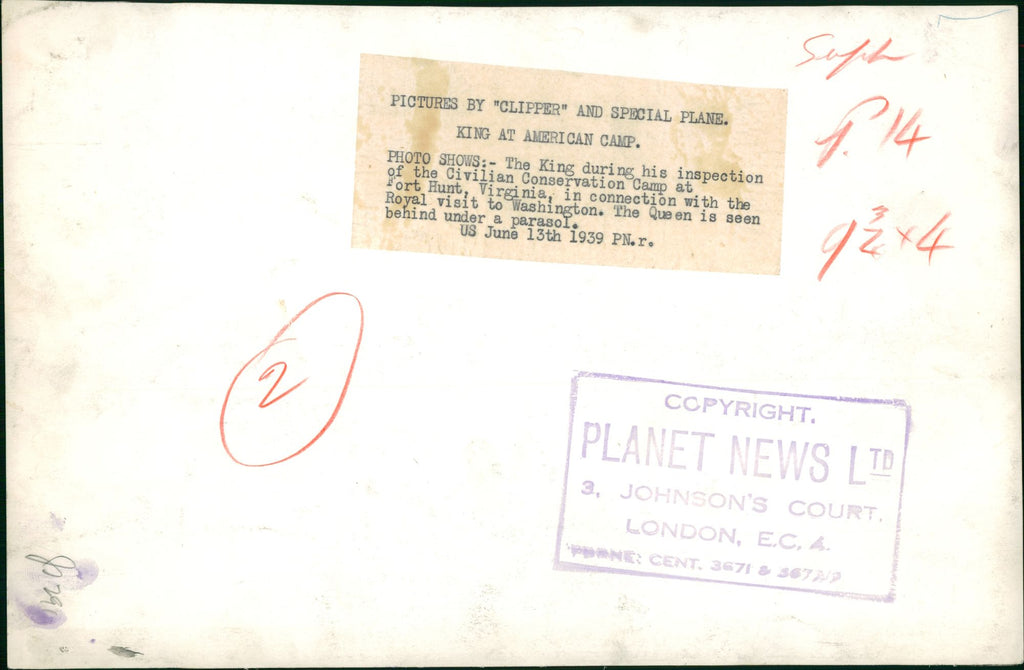 Suph
p. 14
9 3/4 × 4
PICTURES BY "CLIPPER" AND SPECIAL PLANE.
KING AT AMERICAN CAMP.
PHOTO SHOWS:- The King during his inspection
of the Civilian Conservation Camp at
Fort Hunt, Virginia, in connection with the
Royal visit to Washington. The Queen is seen
behind under a parasol.
US June 13th 1939 PN.r.
2
COPYRIGHT.
PLANET NEWS LTD
3, JOHNSON'S COURT.
LONDON, E.C.4.
PHONE: CENT. 3671 &